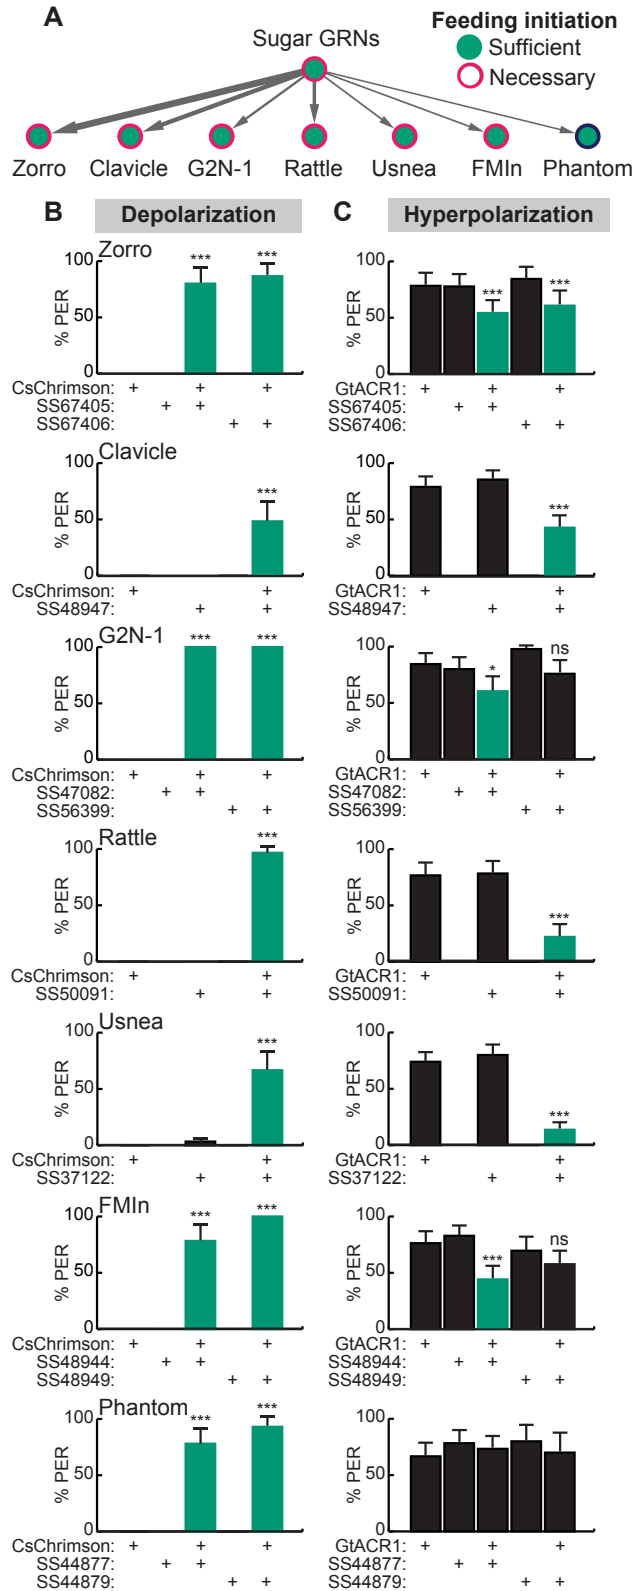 A
Feeding initiation
Sugar GRNs
Sufficient
Necessary
Zorro Clavicle G2N-1 Rattle Usnea FMIn Phantom
B Depolarization C Hyperpolarization
Zorro
100 *** *** 100 *** ***
% PER 50 % PER 50
0 0
CsChrimson: + + + GtACR1: + + +
SS67405: + + SS67405: + +
SS67406: + + SS67406: + +
Clavicle
100 *** 100 ***
% PER 50 % PER 50
0 0
CsChrimson: + + GtACR1: + +
SS48947: + + SS48947: + +
G2N-1
100 *** *** 100 * ns
% PER 50 % PER 50
0 0
CsChrimson: + + + GtACR1: + + +
SS47082: + + SS47082: + +
SS56399: + + SS56399: + +
Rattle
100 *** 100 ***
% PER 50 % PER 50
0 0
CsChrimson: + + GtACR1: + +
SS50091: + + SS50091: + +
Usnea
100 *** 100 ***
% PER 50 % PER 50
0 0
CsChrimson: + + GtACR1: + +
SS37122: + + SS37122: + +
FMIn
100 *** *** 100 *** ns
% PER 50 % PER 50
0 0
CsChrimson: + + + GtACR1: + + +
SS48944: + + SS48944: + +
SS48949: + + SS48949: + +
Phantom
100 *** *** 100
% PER 50 % PER 50
0 0
CsChrimson: + + + GtACR1: + + +
SS44877: + + SS44877: + +
SS44879: + + SS44879: + +